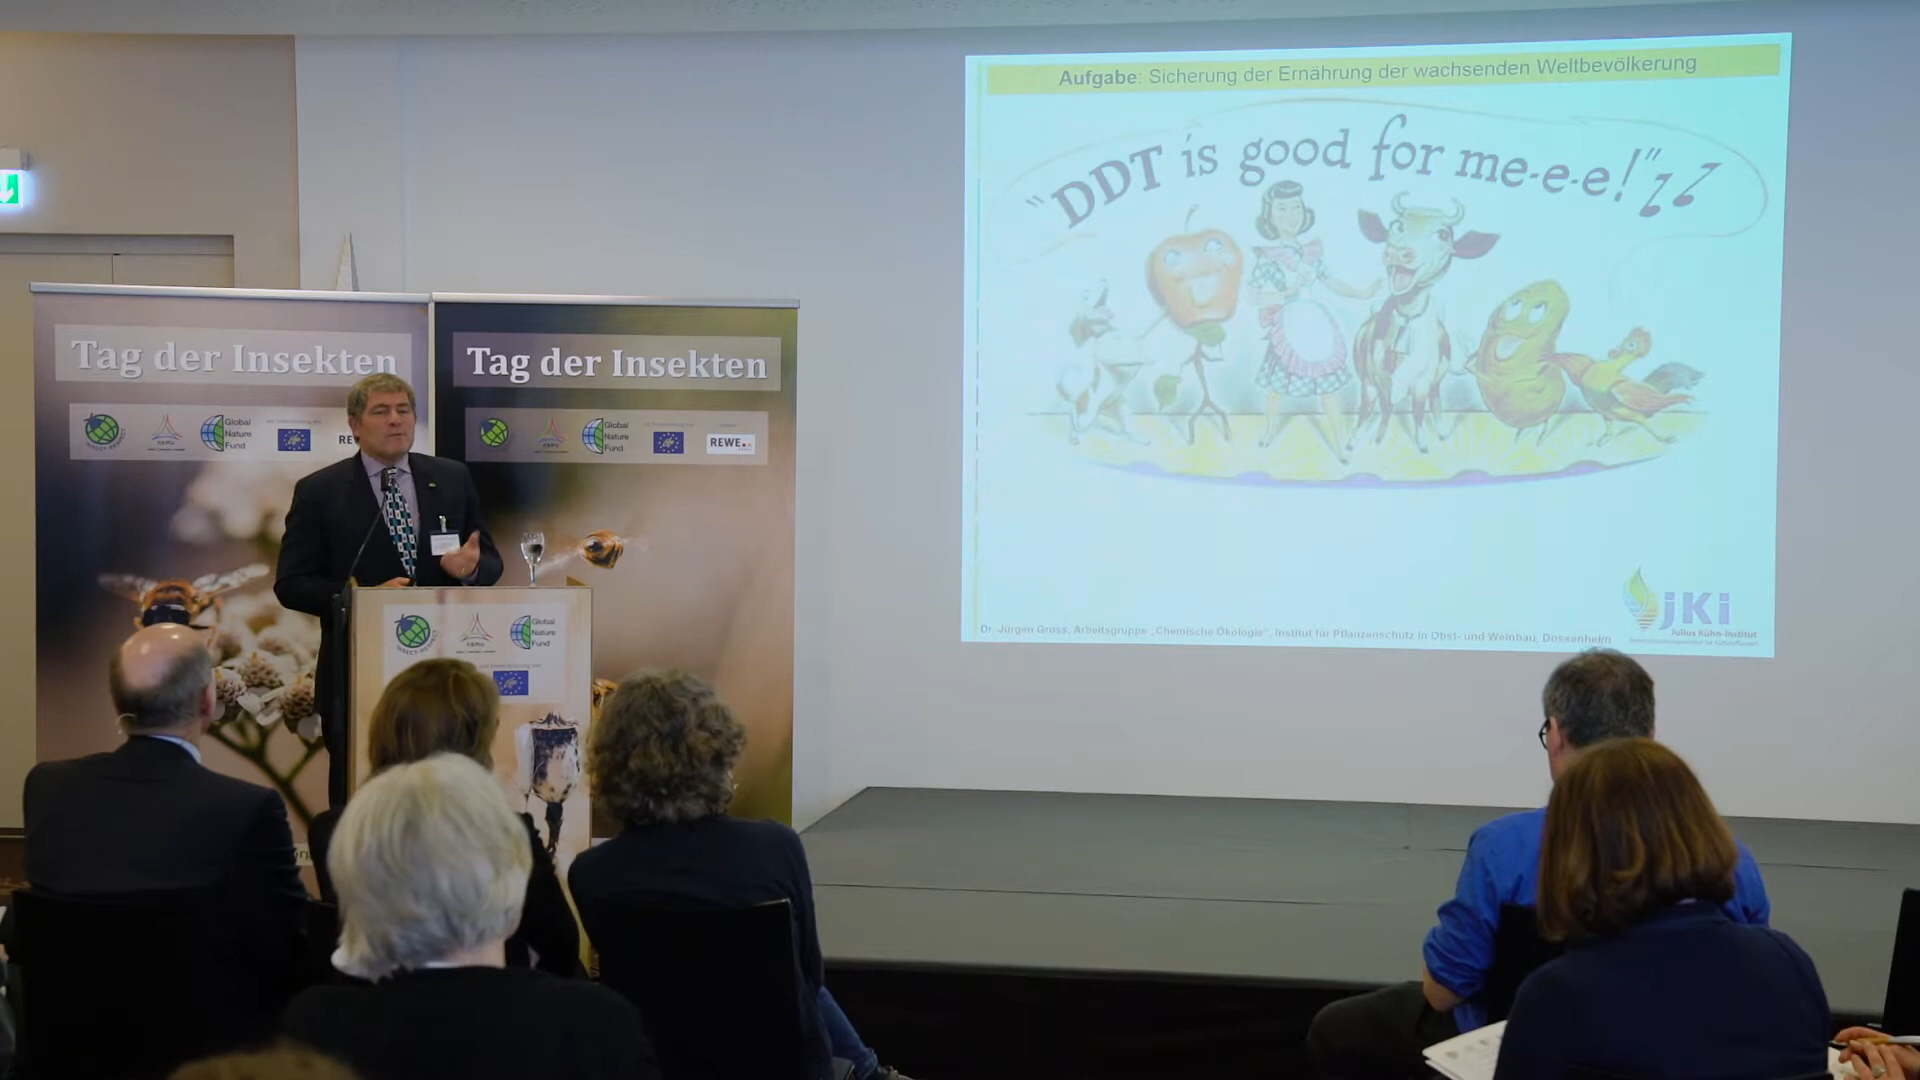 Aufgabe: Sicherung der Ernährung der wachsenden Weltbevölkerung
"DDT is good for me-e-e!"
Dr. Jürgen Gross, Arbeitsgruppe „Chemische Ökologie", Institut für Pflanzenschutz in Obst- und Weinbau, Dossenheim
jKi
Julius Kühn-Institut
Tag der Insekten
Global
Nature
Fund
RE
Tag der Insekten
Global
Nature
Fund
REWE
Global
Nature
Fund